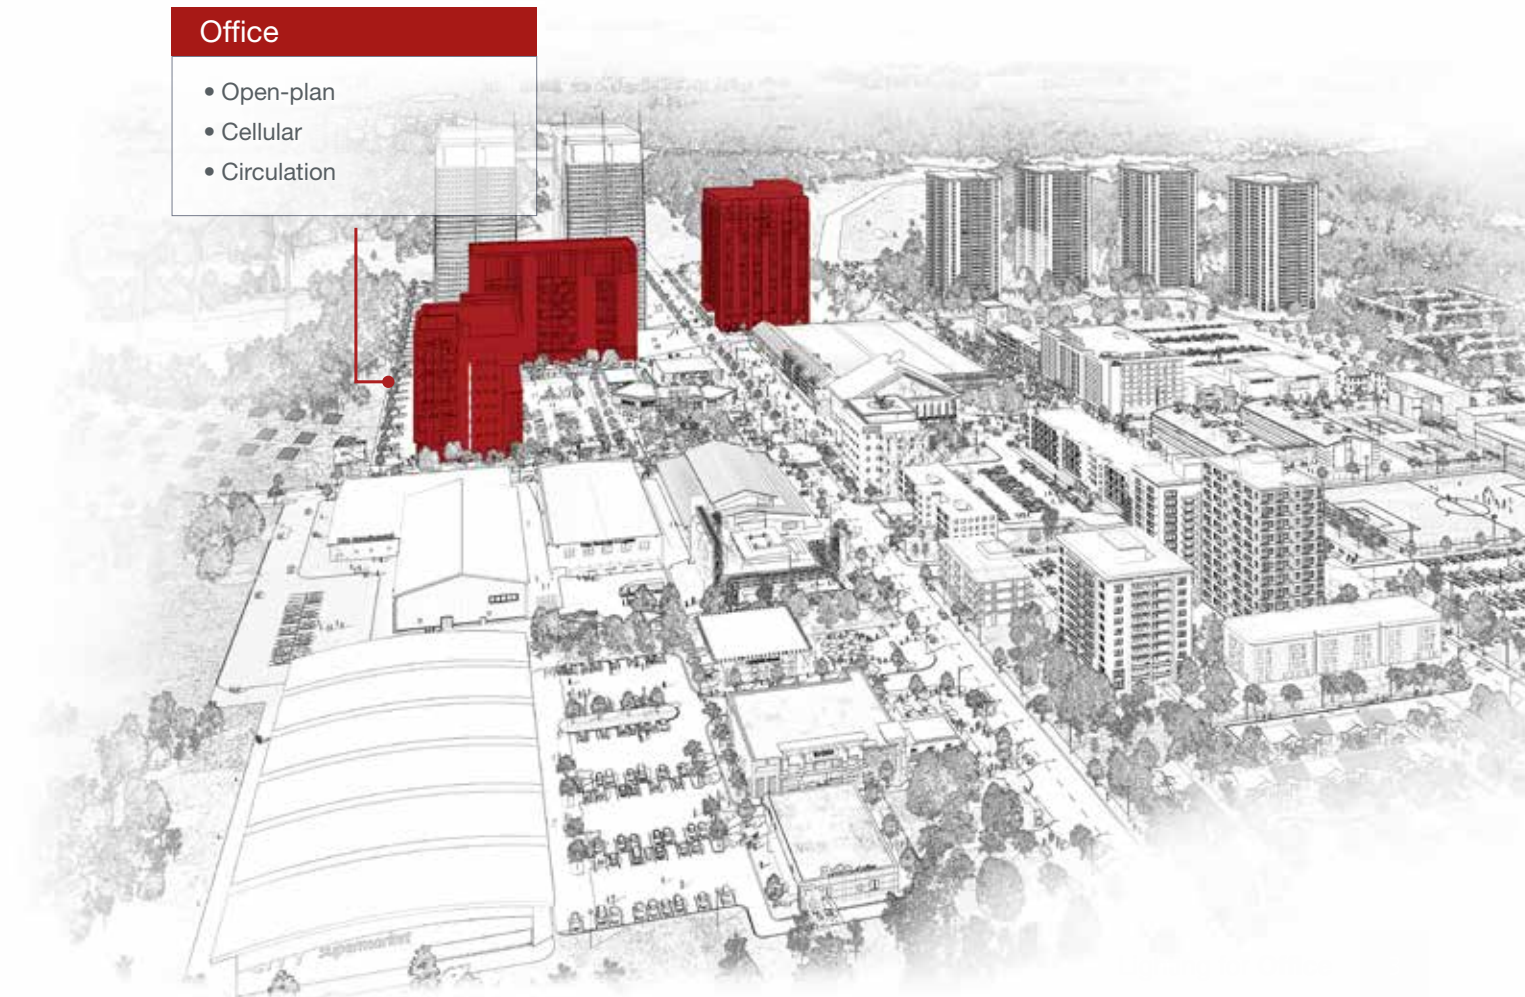 Office
• Open-plan
• Cellular
• Circulation
Supermarket